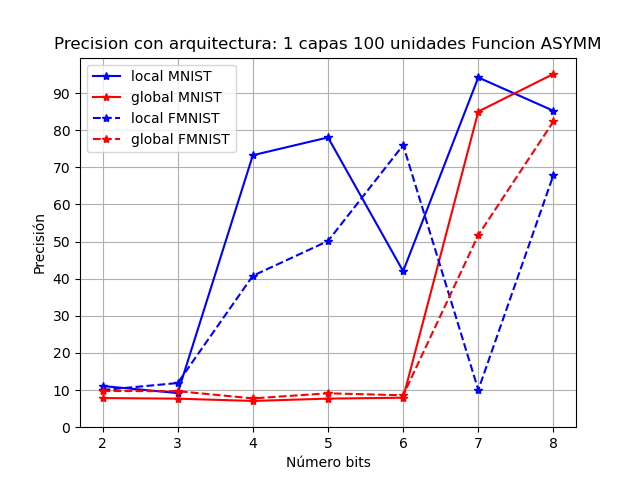 Precision con arquitectura: 1 capas 100 unidades Funcion ASYMM
local MNIST
global MNIST
local FMNIST
global FMNIST
Precisión
90
80
70
60
50
40
30
20
10
0
2 3 4 5 6 7 8
Número bits